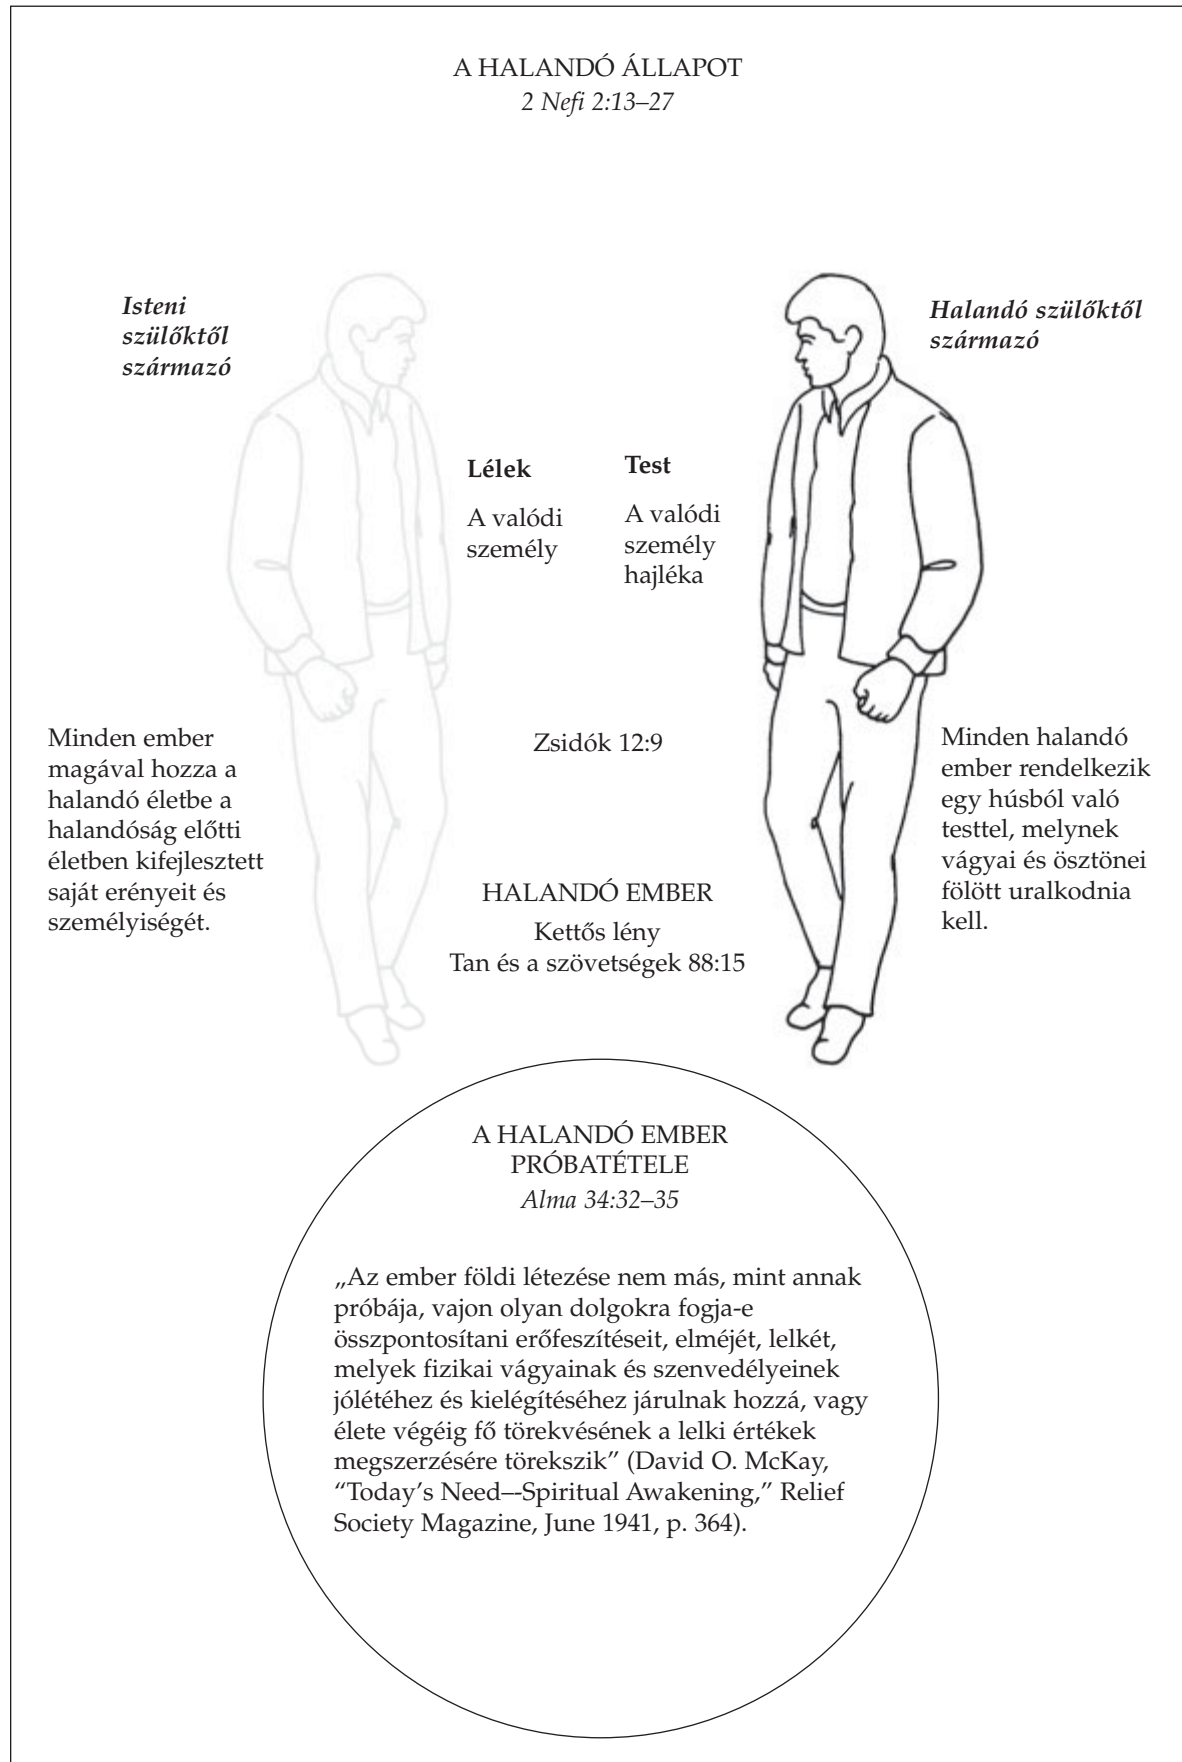 A HALANDÓ ÁLLAPOT
2 Nefi 2:13–27
Isteni
szülőktől
származó
Halandó szülőktől
származó
Lélek
A valódi
személy
Test
A valódi
személy
hajléka
Minden ember
magával hozza a
halandó életbe a
halandóság előtti
életben kifejlesztett
saját erényeit és
személyiségét.
Zsidók 12:9
Minden halandó
ember rendelkezik
egy húsból való
testtel, melynek
vágyai és ösztönei
fölött uralkodnia
kell.
HALANDÓ EMBER
Kettős lény
Tan és a szövetségek 88:15
A HALANDÓ EMBER
PRÓBATÉTELE
Alma 34:32–35
„Az ember földi létezése nem más, mint annak
próbája, vajon olyan dolgokra fogja-e
összpontosítani erőfeszítéseit, elméjét, lelkét,
melyek fizikai vágyainak és szenvedélyeinek
jólétéhez és kielégítéséhez járulnak hozzá, vagy
élete végéig fő törekvésének a lelki értékek
megszerzésére törekszik” (David O. McKay,
“Today’s Need–-Spiritual Awakening,” Relief
Society Magazine, June 1941, p. 364).